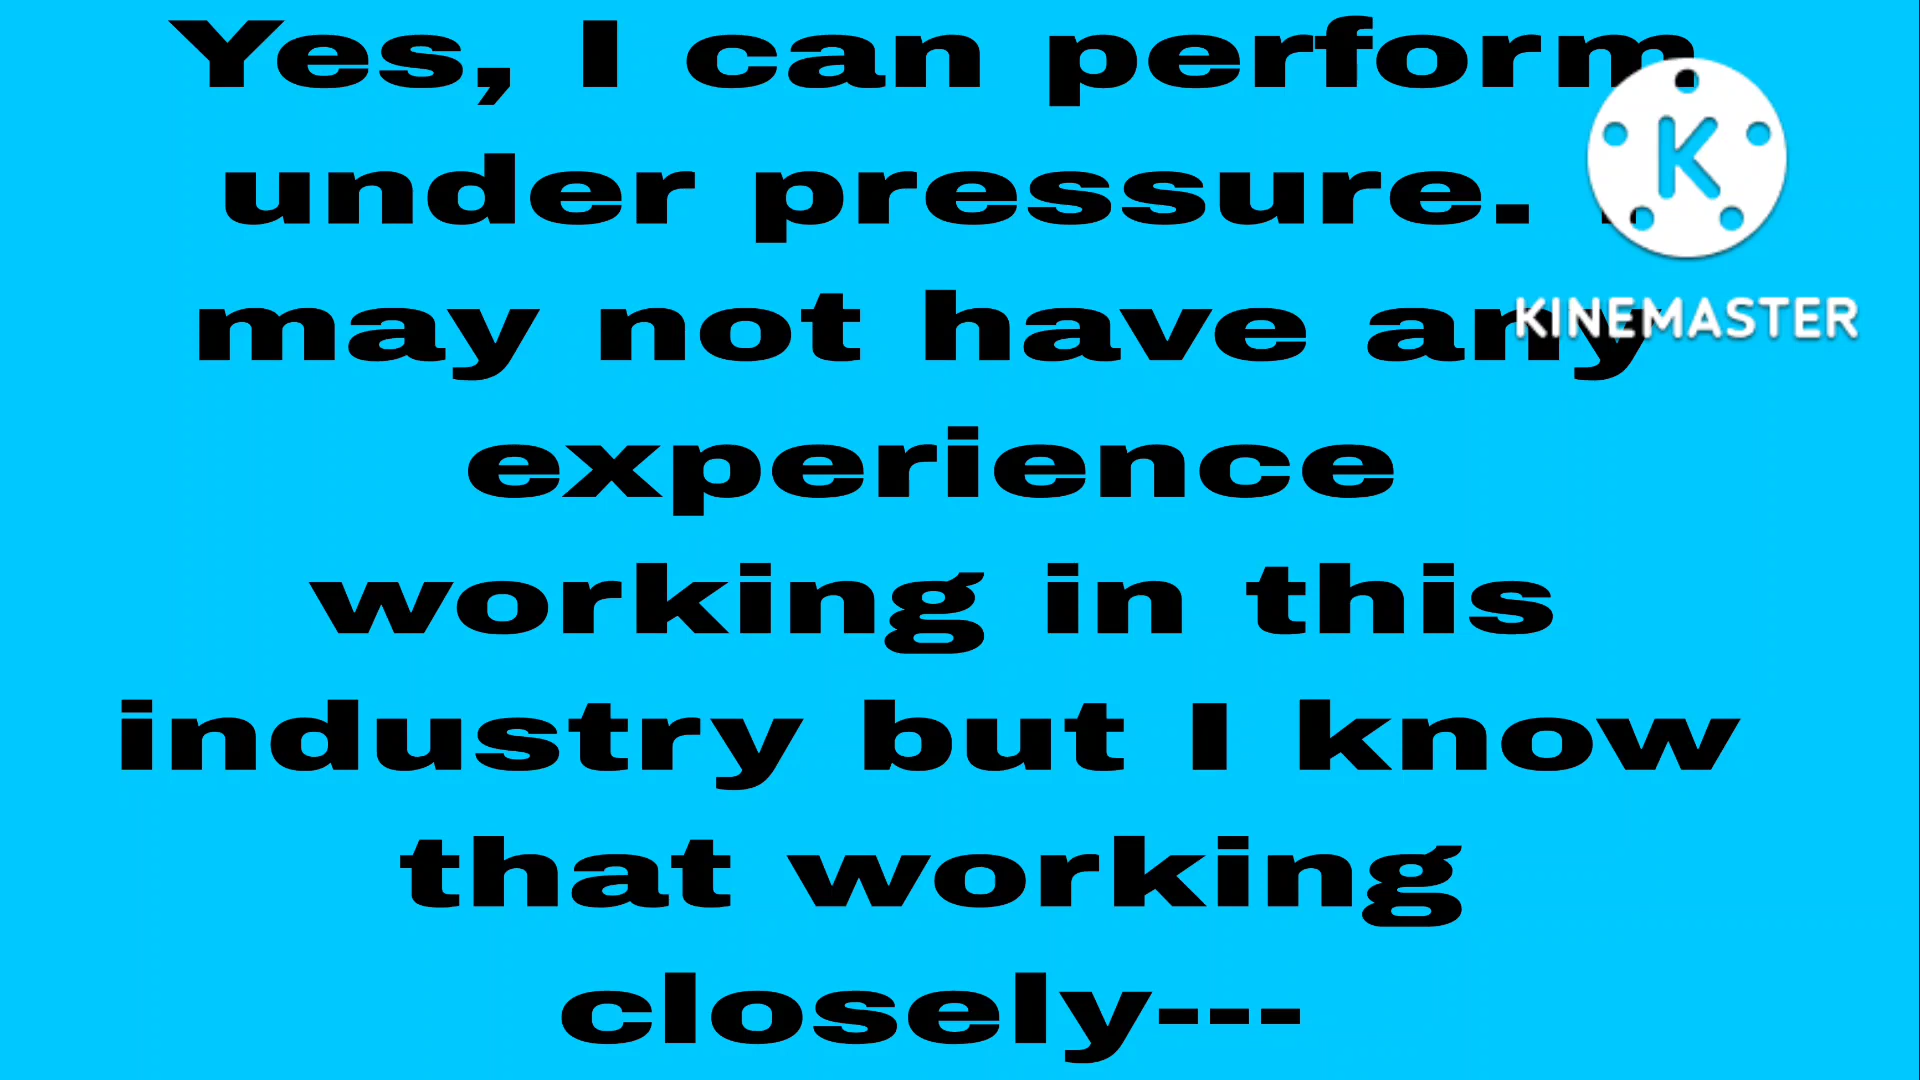 Yes, I can perform
under pressure. I
may not have any
experience
working in this
industry but I know
that working
closely---
K
KINEMASTER